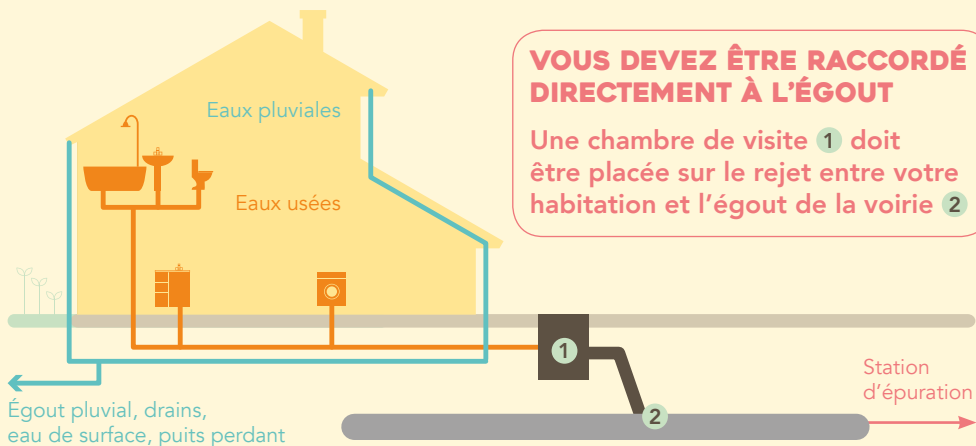 VOUS DEVEZ ÊTRE RACCORDÉ
DIRECTEMENT À L'ÉGOUT
Une chambre de visite 1 doit
être placée sur le rejet entre votre
habitation et l'égout de la voirie 2
Eaux pluviales
Eaux usées
1
2
Station
d'épuration
Égout pluvial, drains,
eau de surface, puits perdant